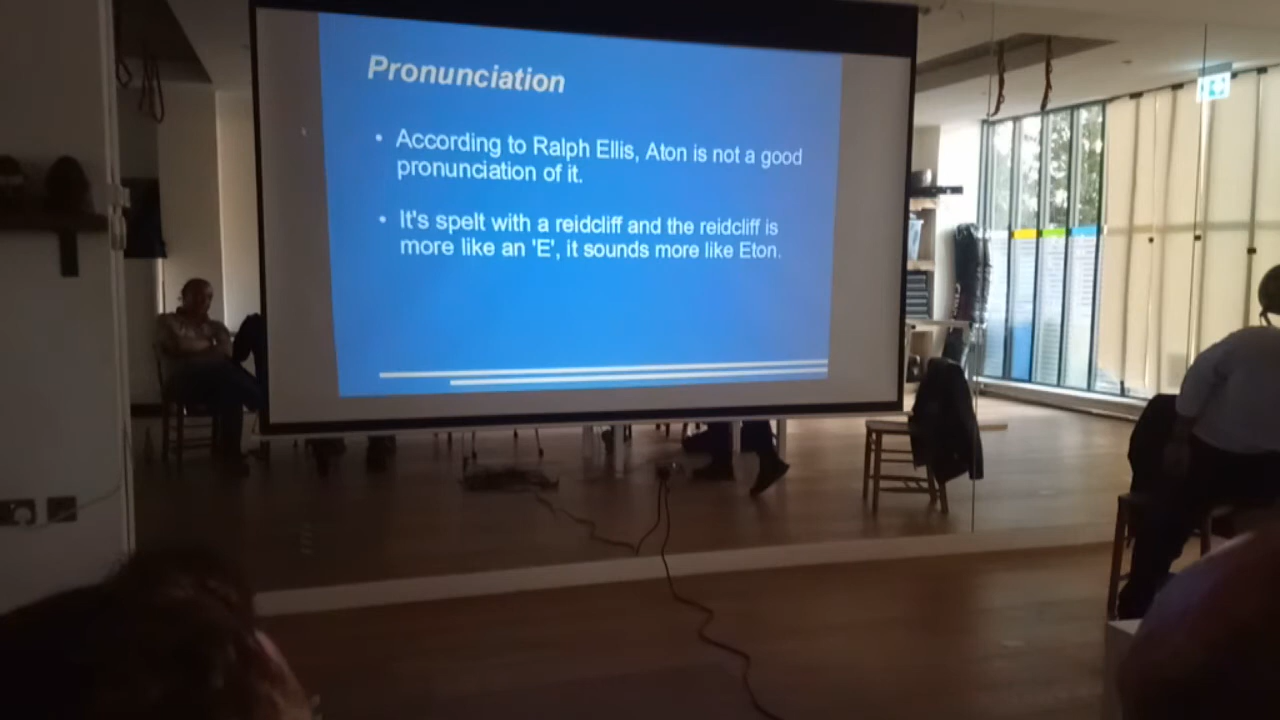 Pronunciation
• According to Ralph Ellis, Aton is not a good
pronunciation of it.
• It's spelt with a reidcliff and the reidcliff is
more like an 'E', it sounds more like Eton.